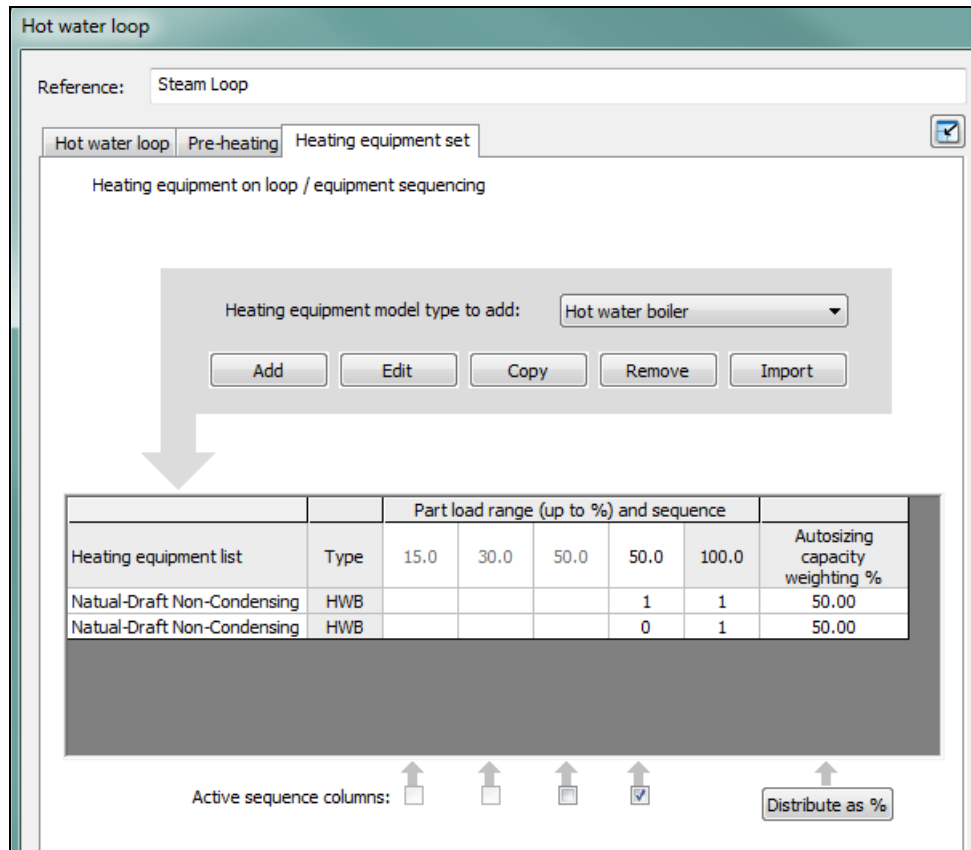 Hot water loop
Reference: Steam Loop
Hot water loop Pre-heating Heating equipment set
Heating equipment on loop / equipment sequencing
Heating equipment model type to add: Hot water boiler
Add Edit Copy Remove Import
Part load range (up to %) and sequence
Heating equipment list Type 15.0 30.0 50.0 50.0 100.0 Autosizing capacity weighting %
Natual-Draft Non-Condensing HWB 1 1 50.00
Natual-Draft Non-Condensing HWB 0 1 50.00
Active sequence columns: Distribute as %